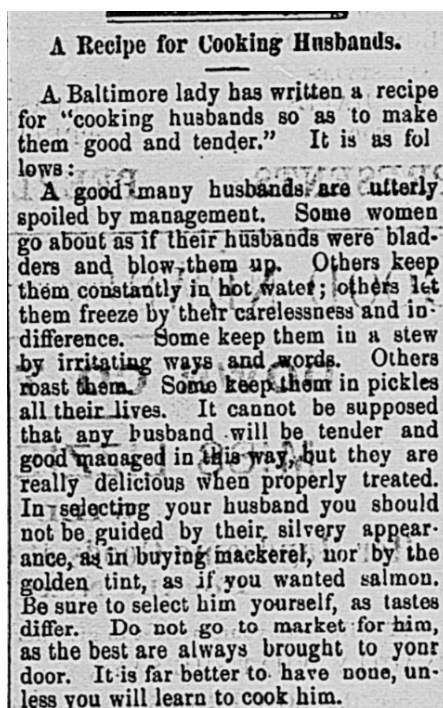 A Recipe for Cooking Husbands.
A Baltimore lady has written a recipe
for "cooking husbands so as to make
them good and tender." It is as fol
lows:
A good many husbands are utterly
spoiled by management. Some women
go about as if their husbands were blad-
ders and blow them up. Others keep
them constantly in hot water; others let
them freeze by their carelessness and in-
difference. Some keep them in a stew
by irritating ways and words. Others
roast them. Some keep them in pickles
all their lives. It cannot be supposed
that any husband will be tender and
good managed in this way, but they are
really delicious when properly treated.
In selecting your husband you should
not be guided by their silvery appear-
ance, as in buying mackerel, nor by the
golden tint, as if you wanted salmon.
Be sure to select him yourself, as tastes
differ. Do not go to market for him,
as the best are always brought to your
door. It is far better to have none, un-
less you will learn to cook him.